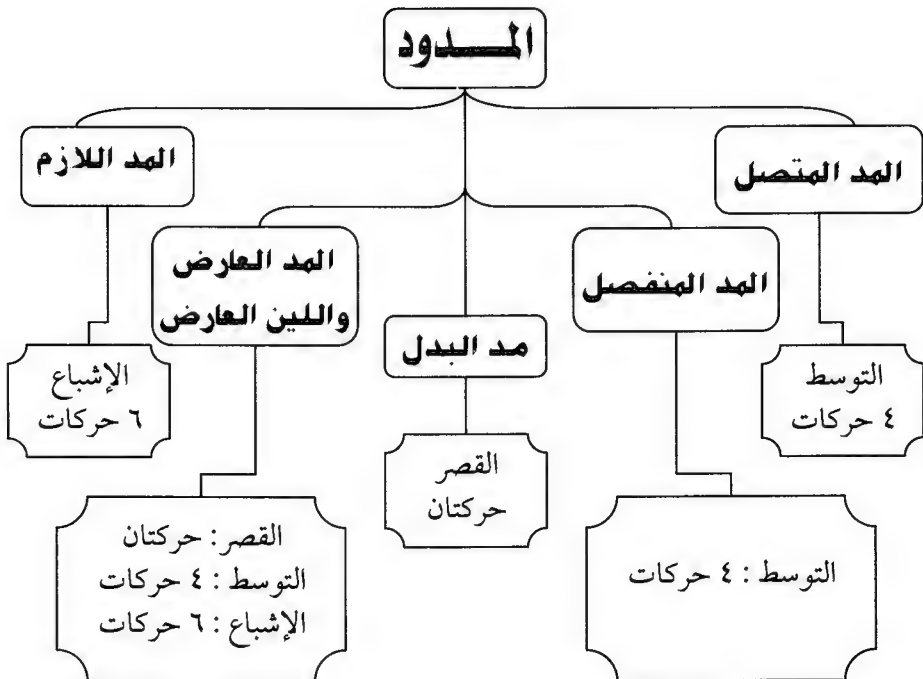 المدود
المد المتصل
المد اللازم
المد المنفصل
المد العارض
واللين العارض
مد البدل
التوسط
٤ حركات
الإشباع
٦ حركات
القصر
حركتان
التوسط : ٤ حركات
القصر : حركتان
التوسط : ٤ حركات
الإشباع : ٦ حركات